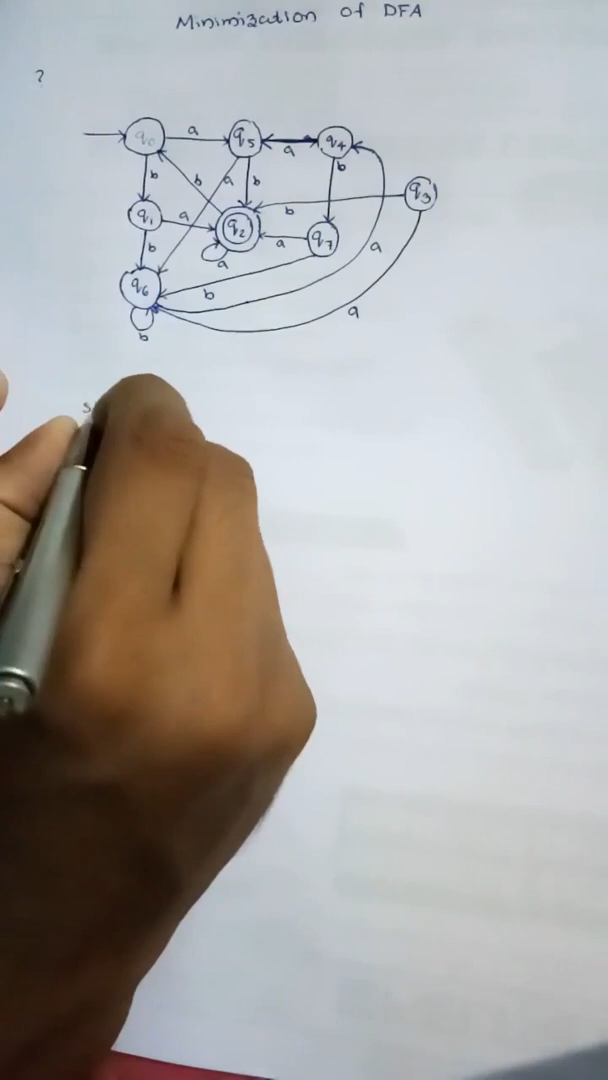 Minimization of DFA
?
q0 a q5 a q4
b b a b b q3
q1 a q2 a q7 b
b a a
q6 b a
b
s